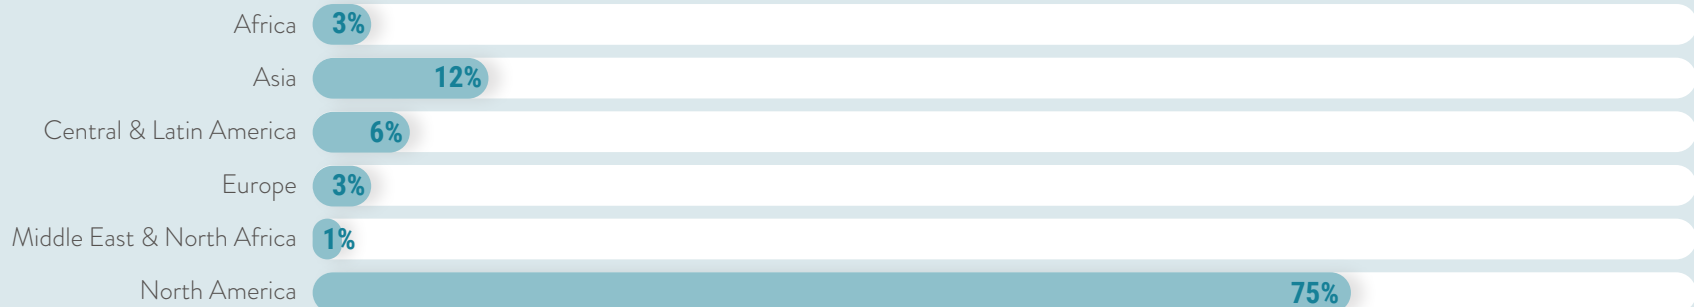 Africa 3%
Asia 12%
Central & Latin America 6%
Europe 3%
Middle East & North Africa 1%
North America 75%